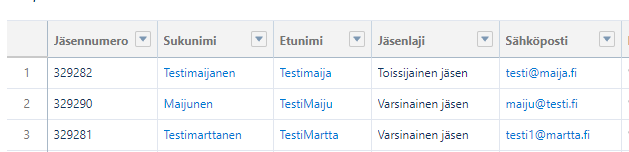 Jäsennumero Sukunimi Etunimi Jäsenlaji Sähköposti
1 329282 Testimaijanen Testimaija Toissijainen jäsen testi@maija.fi
2 329290 Maijunen TestiMaiju Varsinainen jäsen maiju@testi.fi
3 329281 Testimarttanen TestiMartta Varsinainen jäsen testi1@martta.fi